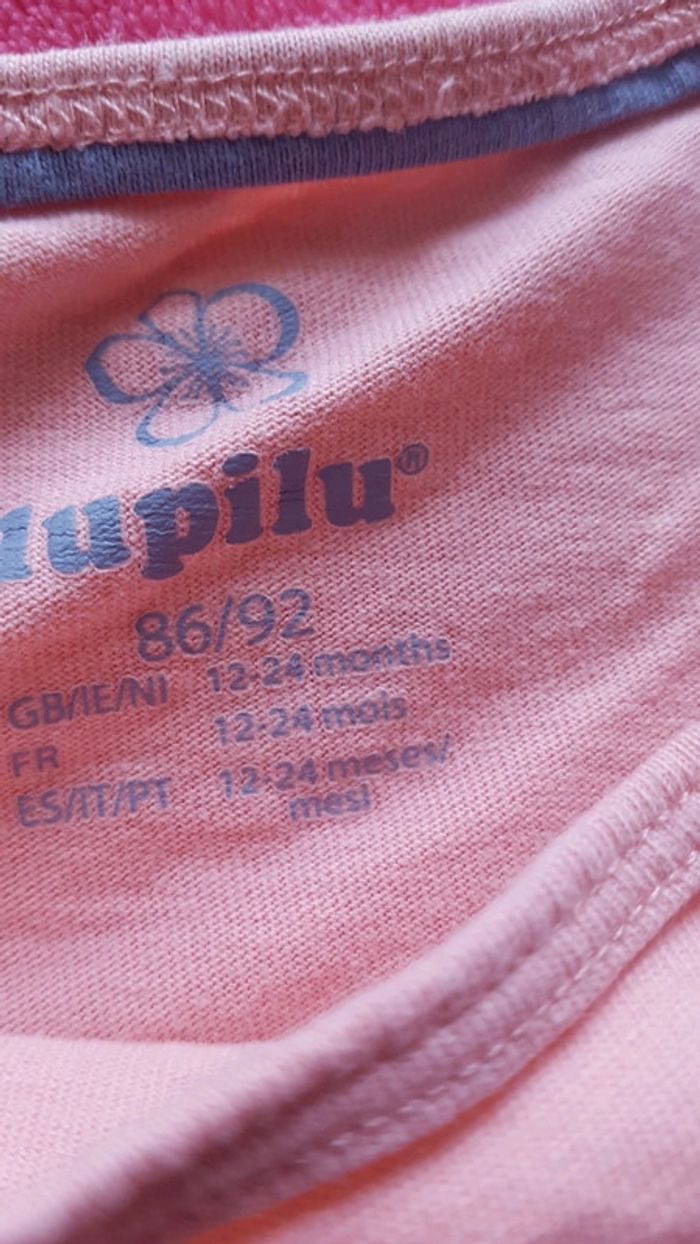 lupilu®
86/92
GB/IE/NI 12-24 months
FR 12-24 mois
ES/IT/PT 12-24 meses/
mesi